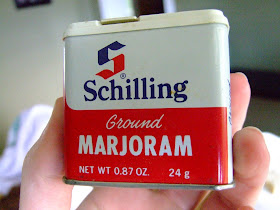 S®
Schilling
Ground
MARJORAM
NET WT 0.87 OZ. 24 g